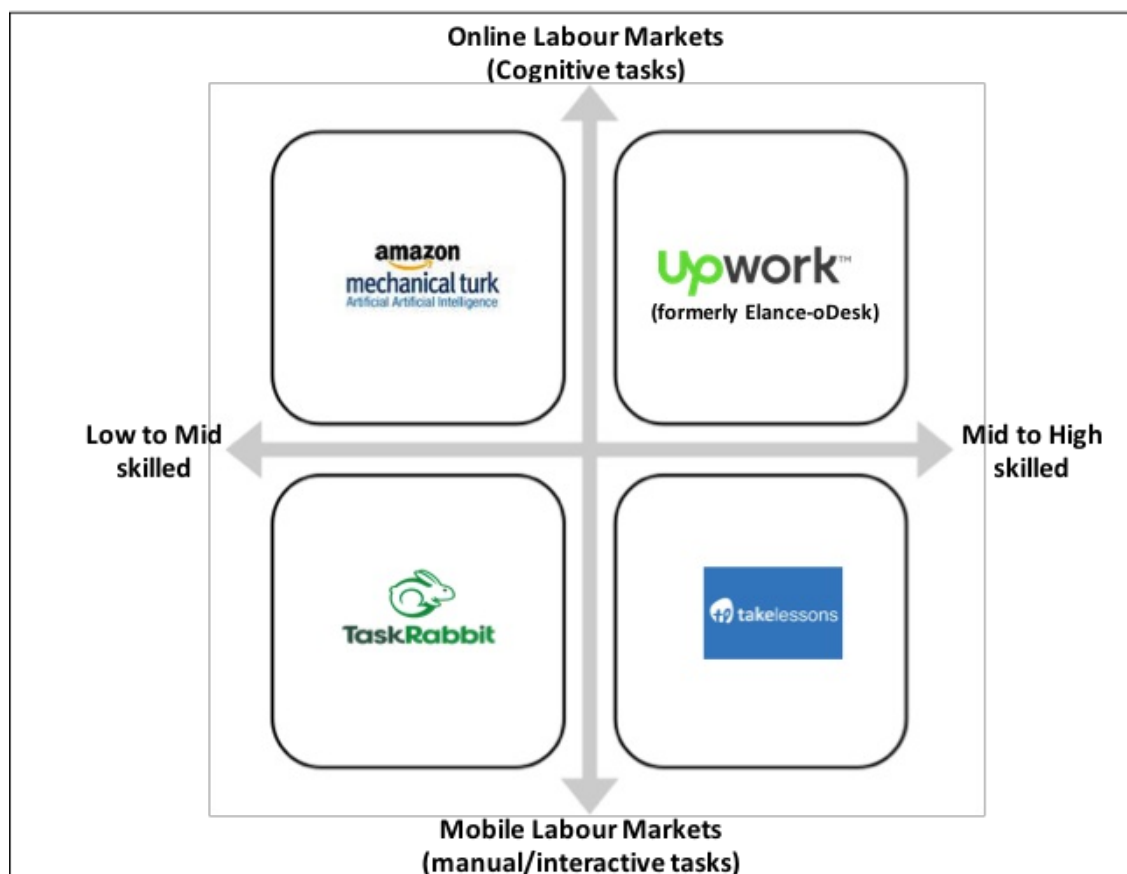 Online Labour Markets
(Cognitive tasks)
amazon
mechanical turk
Artificial Artificial Intelligence
upwork™
(formerly Elance-oDesk)
Low to Mid
skilled
Mid to High
skilled
TaskRabbit
tl takelessons
Mobile Labour Markets
(manual/interactive tasks)